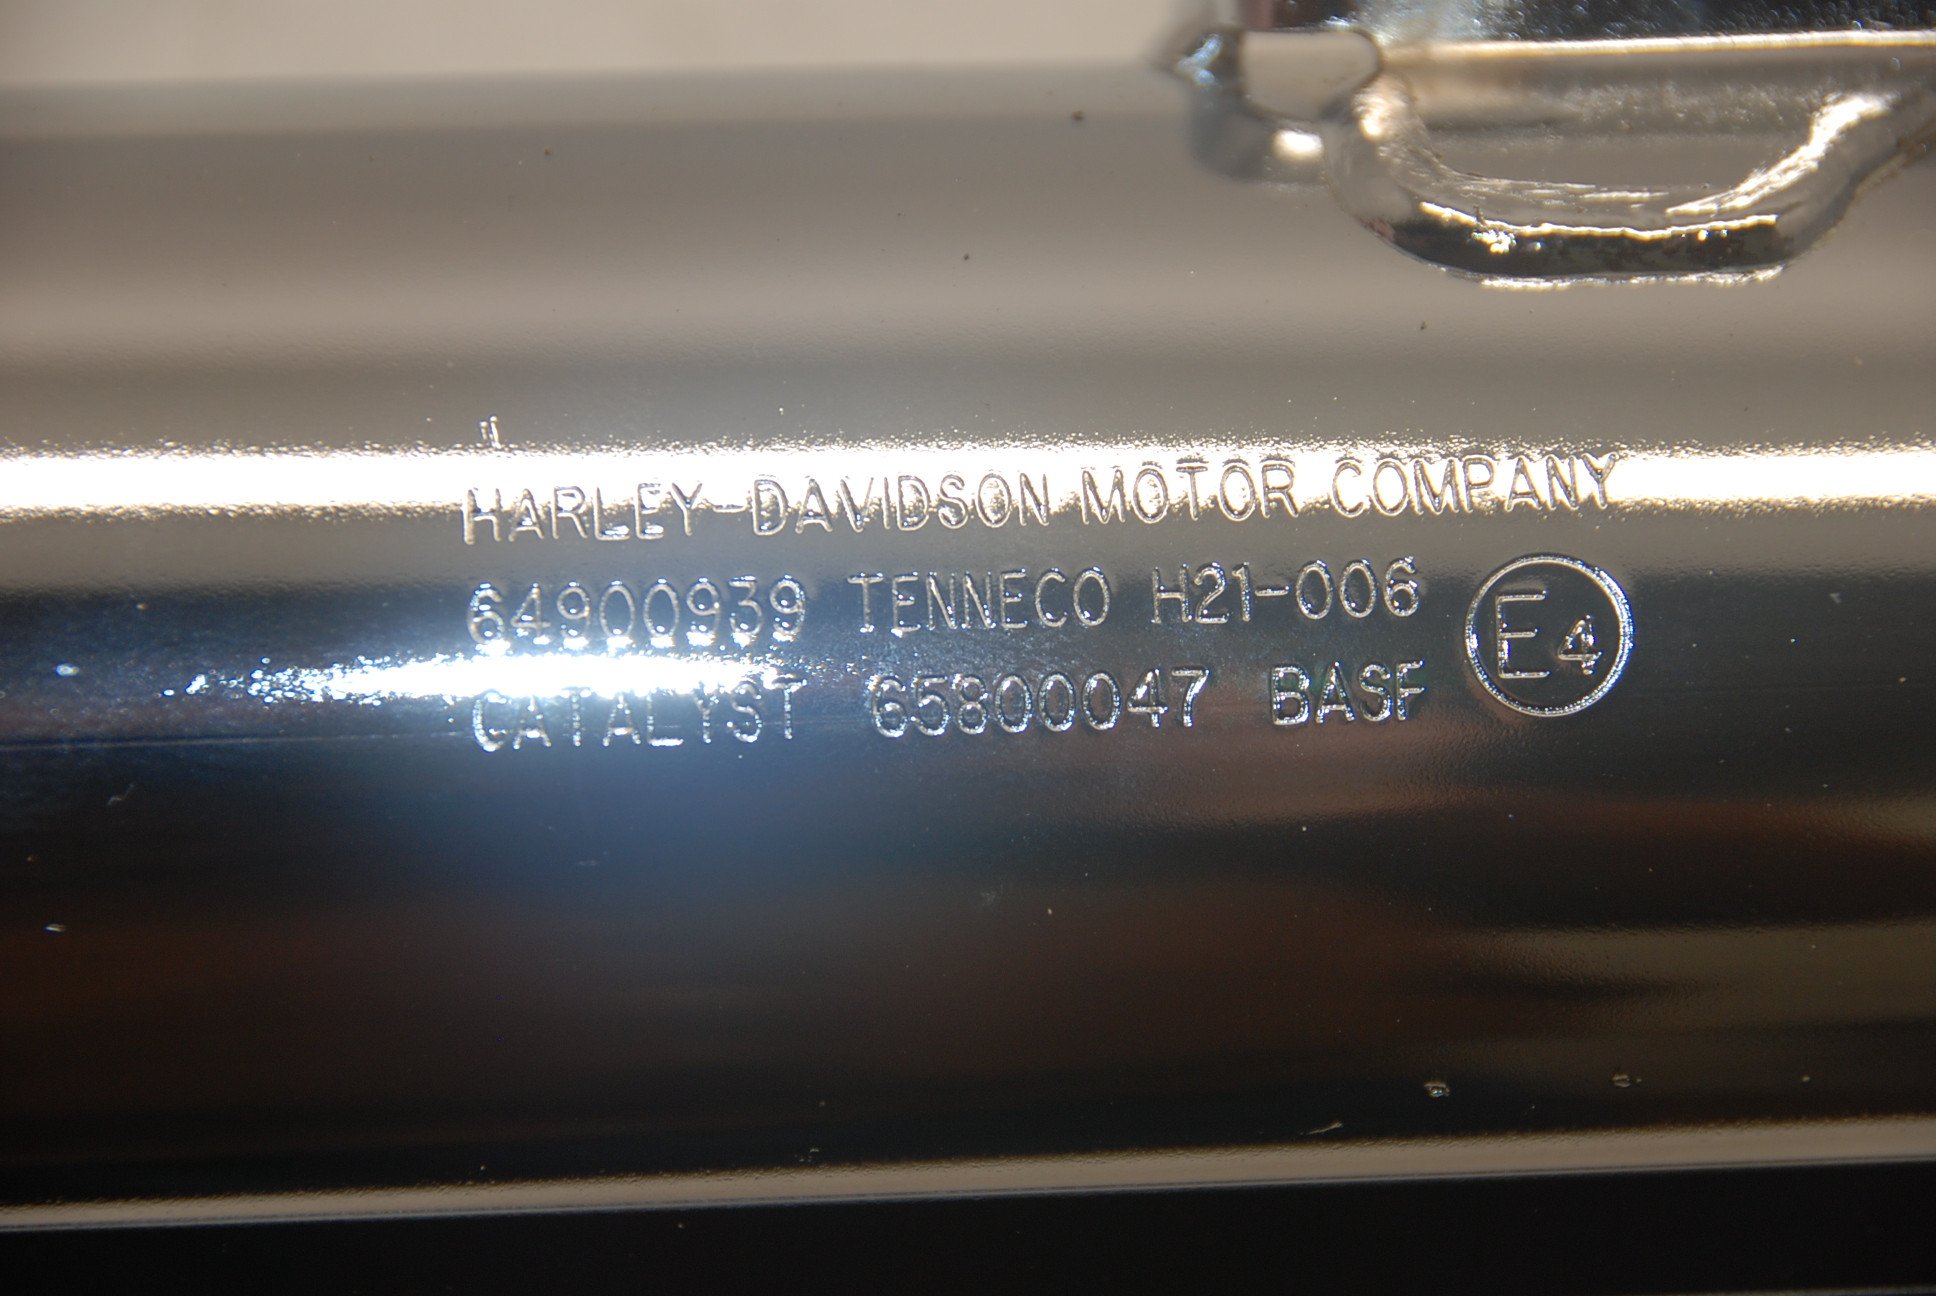 HARLEY-DAVIDSON MOTOR COMPANY
64900939 TENNECO H21-006
CATALYST 65800047 BASF
E4